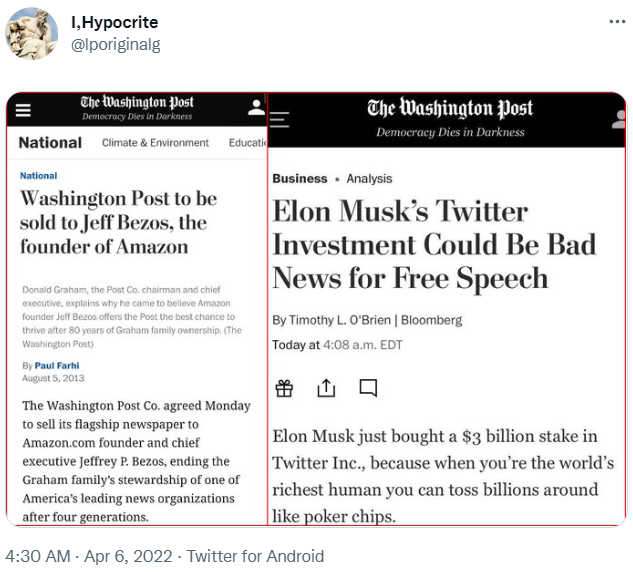 I,Hypocrite
@lporiginalg
The Washington Post
Democracy Dies in Darkness
National Climate & Environment Educatio
National
Washington Post to be
sold to Jeff Bezos, the
founder of Amazon
Donald Graham, the Post Co. chairman and chief
executive, explains why he came to believe Amazon
founder Jeff Bezos offers the Post the best chance to
thrive after 80 years of Graham family ownership. (The
Washington Post)
By Paul Farhi
August 5, 2013
The Washington Post Co. agreed Monday
to sell its flagship newspaper to
Amazon.com founder and chief
executive Jeffrey P. Bezos, ending the
Graham family's stewardship of one of
America's leading news organizations
after four generations.
The Washington Post
Democracy Dies in Darkness
Business • Analysis
Elon Musk's Twitter
Investment Could Be Bad
News for Free Speech
By Timothy L. O'Brien | Bloomberg
Today at 4:08 a.m. EDT
Elon Musk just bought a $3 billion stake in
Twitter Inc., because when you're the world's
richest human you can toss billions around
like poker chips.
4:30 AM · Apr 6, 2022 · Twitter for Android